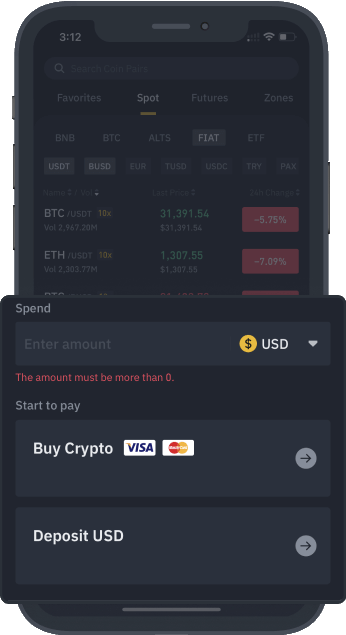 3:12
Search Coin Pairs
Favorites Spot Futures Zones
BNB BTC ALTS FIAT ETF
USDT BUSD EUR TUSD USDC TRY PAX
Name Vol Last Price 24h Change
BTC /USDT 10x 31,391.54 -5.75%
Vol 2,967.20M $31,391.54
ETH /USDT 10x 1,307.55 -7.09%
Vol 2,303.77M $1,307.55
Spend
Enter amount $ USD
The amount must be more than 0.
Start to pay
Buy Crypto VISA MasterCard
Deposit USD